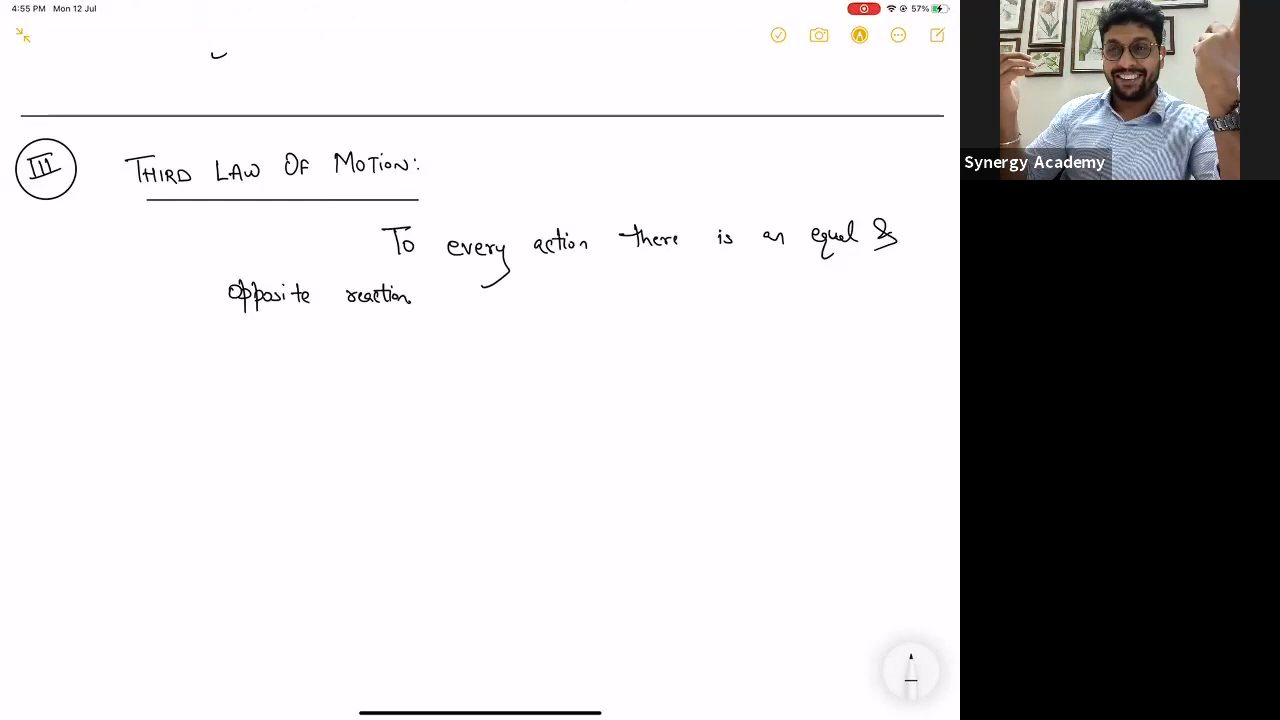 4:55 PM Mon 12 Jul
57%
III THIRD LAW OF MOTION:
To every action there is an equal &
opposite reaction
Synergy Academy